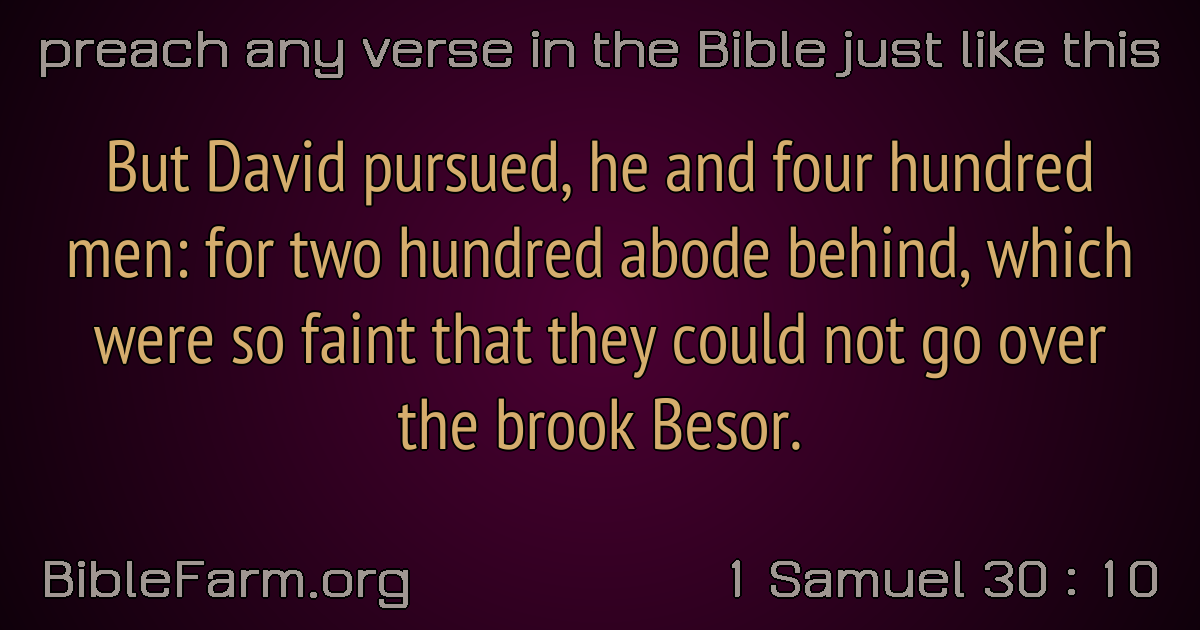 preach any verse in the Bible just like this
But David pursued, he and four hundred
men: for two hundred abode behind, which
were so faint that they could not go over
the brook Besor.
BibleFarm.org
1 Samuel 30 : 10